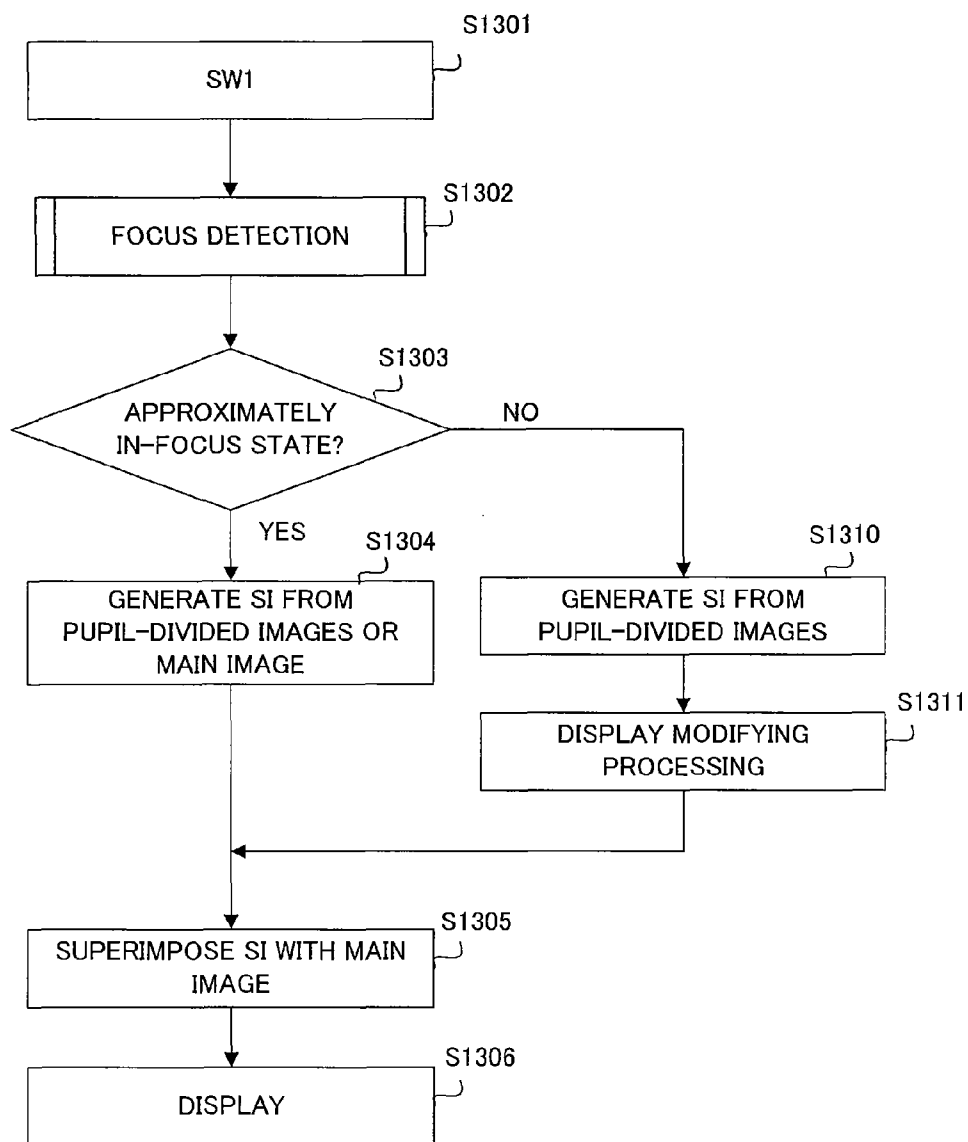 S1301
SW1
S1302
FOCUS DETECTION
S1303
APPROXIMATELY
IN-FOCUS STATE?
NO
YES
S1304
GENERATE SI FROM
PUPIL-DIVIDED IMAGES OR
MAIN IMAGE
S1310
GENERATE SI FROM
PUPIL-DIVIDED IMAGES
S1311
DISPLAY MODIFYING
PROCESSING
S1305
SUPERIMPOSE SI WITH MAIN
IMAGE
S1306
DISPLAY